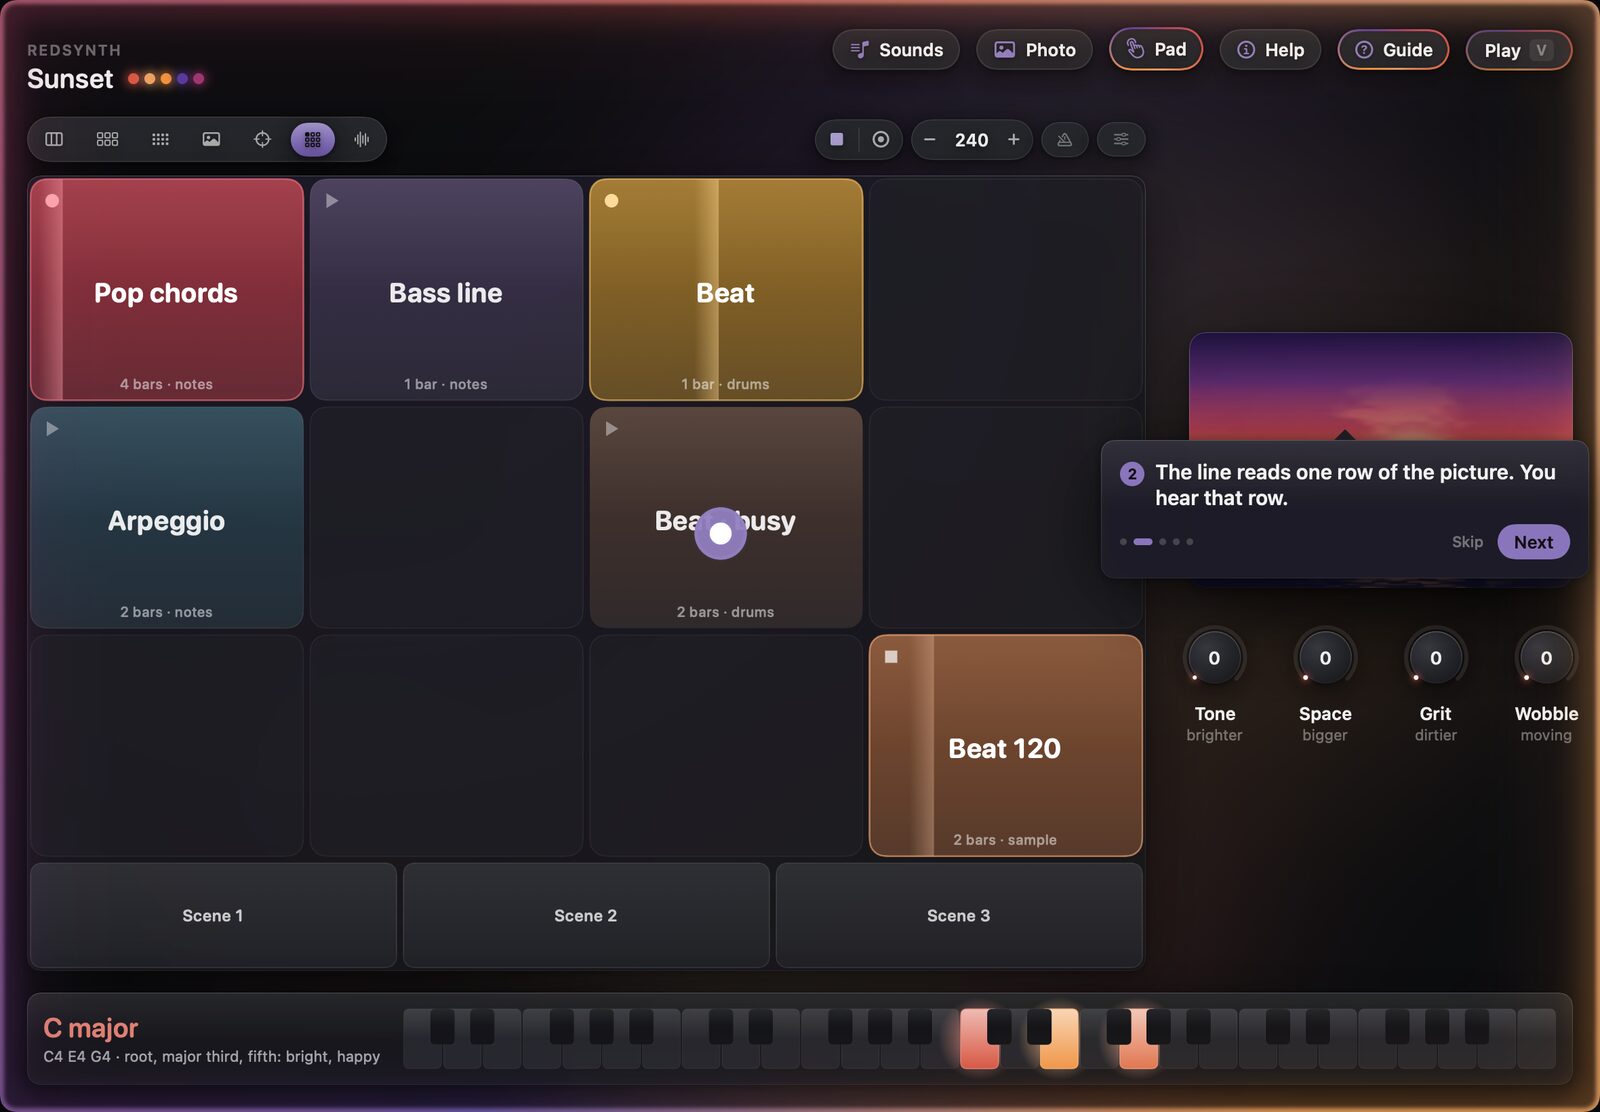 REDSYNTH
Sunset
Sounds
Photo
Pad
Help
Guide
Play V
240
Pop chords
4 bars · notes
Bass line
1 bar · notes
Beat
1 bar · drums
Arpeggio
2 bars · notes
busy
2 bars · drums
2 The line reads one row of the picture. You
hear that row.
Skip
Next
0
0
0
0
Tone
Space
Grit
Wobble
brighter
bigger
dirtier
moving
Beat 120
2 bars · sample
Scene 1
Scene 2
Scene 3
C major
C4 E4 G4 · root, major third, fifth: bright, happy